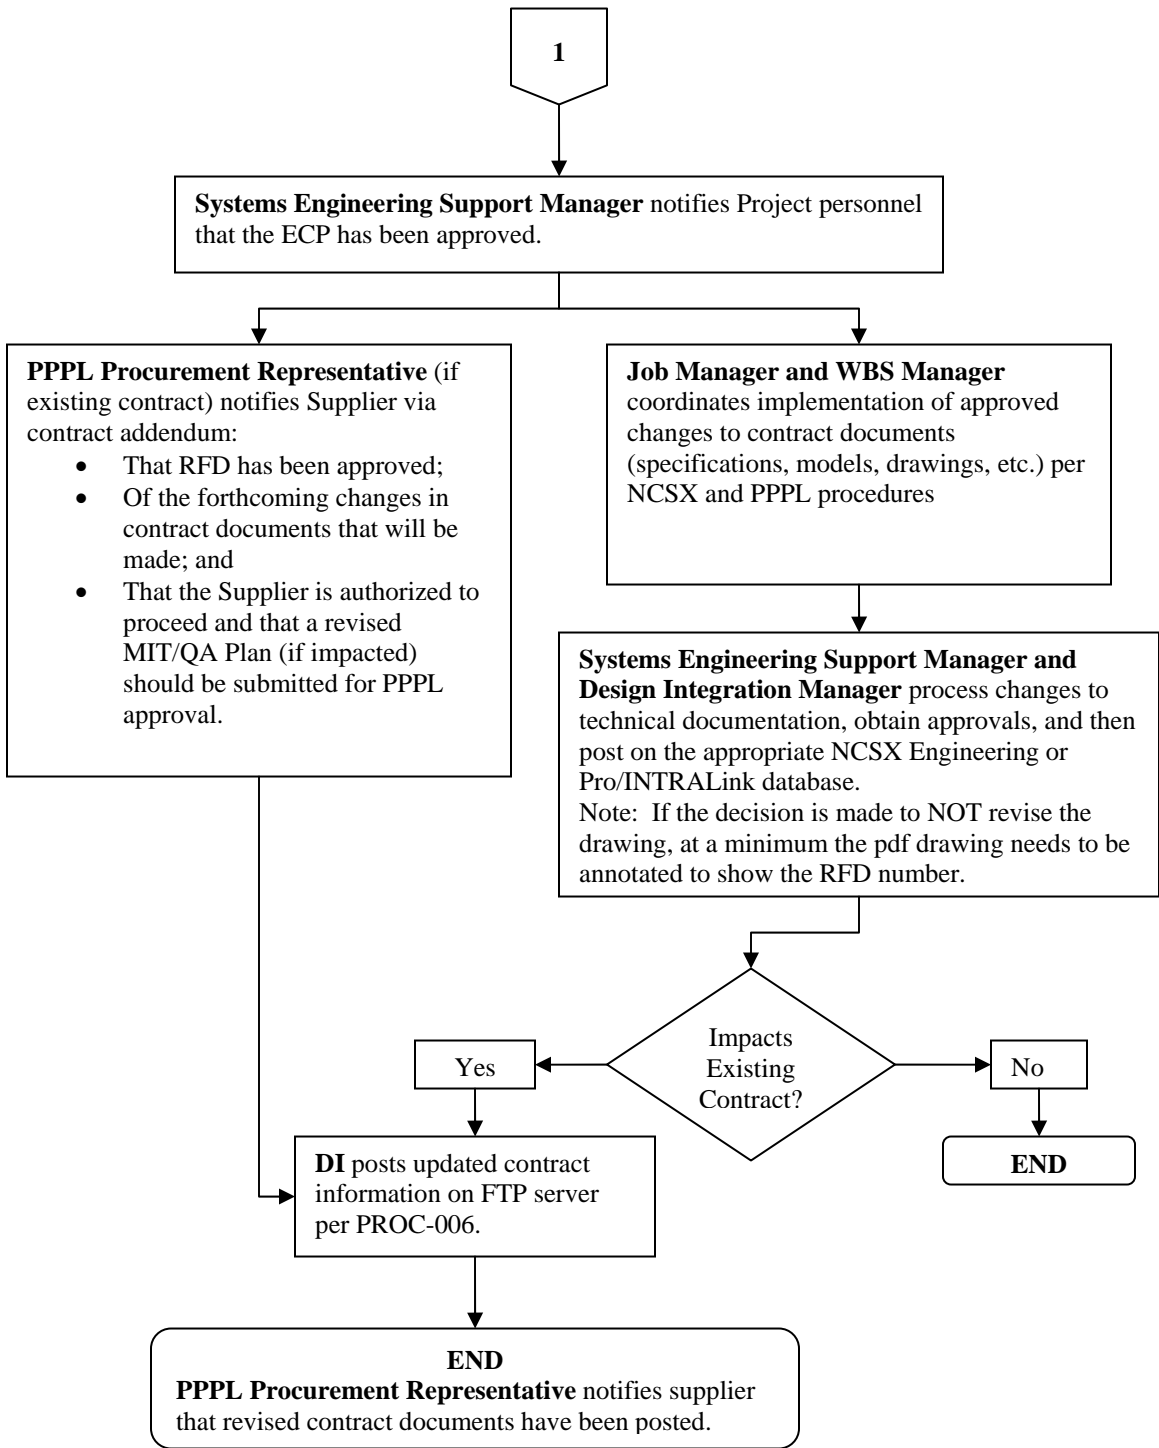 1
Systems Engineering Support Manager notifies Project personnel
that the ECP has been approved.
PPPL Procurement Representative (if
existing contract) notifies Supplier via
contract addendum:
• That RFD has been approved;
• Of the forthcoming changes in
contract documents that will be
made; and
• That the Supplier is authorized to
proceed and that a revised
MIT/QA Plan (if impacted)
should be submitted for PPPL
approval.
Job Manager and WBS Manager
coordinates implementation of approved
changes to contract documents
(specifications, models, drawings, etc.) per
NCSX and PPPL procedures
Systems Engineering Support Manager and
Design Integration Manager process changes to
technical documentation, obtain approvals, and then
post on the appropriate NCSX Engineering or
Pro/INTRALink database.
Note:  If the decision is made to NOT revise the
drawing, at a minimum the pdf drawing needs to be
annotated to show the RFD number.
Impacts
Existing
Contract?
Yes
No
END
DI posts updated contract
information on FTP server
per PROC-006.
END
PPPL Procurement Representative notifies supplier
that revised contract documents have been posted.